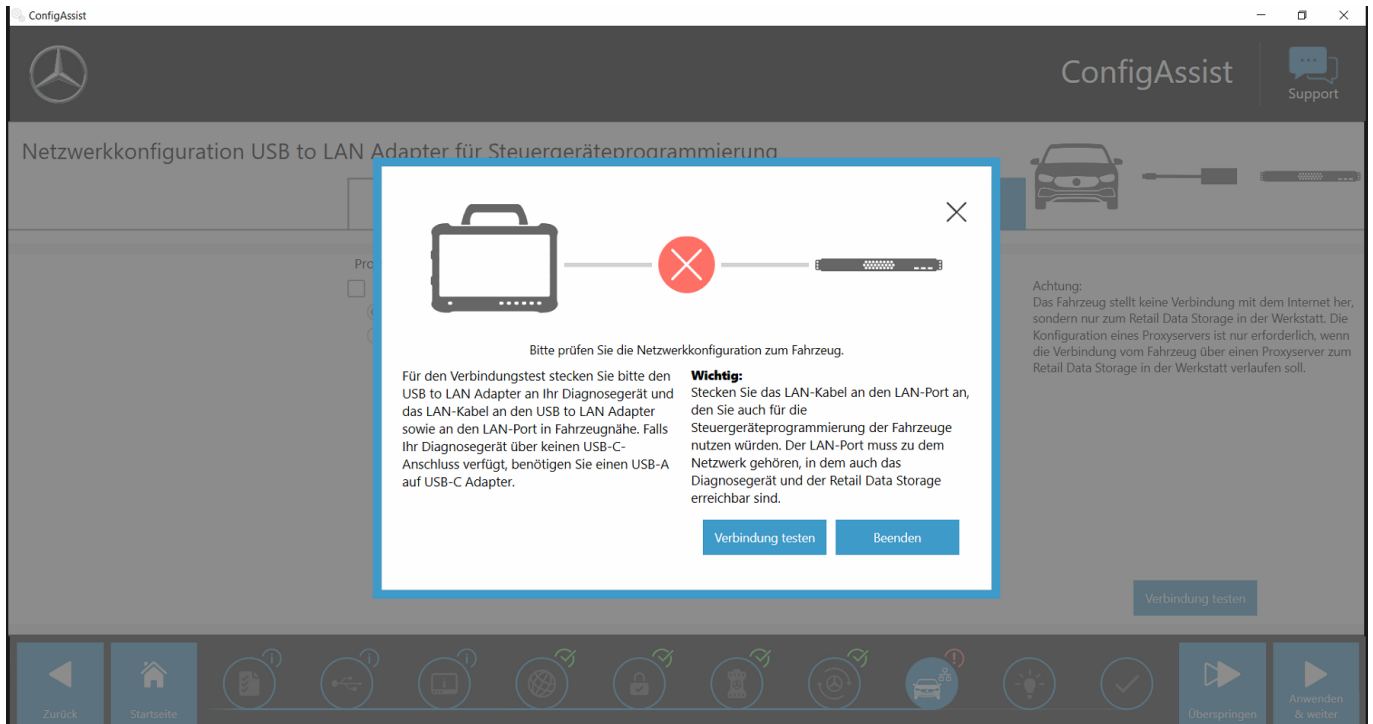 ConfigAssist
ConfigAssist
Support
Netzwerkkonfiguration USB to LAN Adapter für Steuergeräteprogrammierung
Bitte prüfen Sie die Netzwerkkonfiguration zum Fahrzeug.
Für den Verbindungstest stecken Sie bitte den
USB to LAN Adapter an Ihr Diagnosegerät und
das LAN-Kabel an den USB to LAN Adapter
sowie an den LAN-Port in Fahrzeugnähe. Falls
Ihr Diagnosegerät über keinen USB-C-
Anschluss verfügt, benötigen Sie einen USB-A
auf USB-C Adapter.
Wichtig:
Stecken Sie das LAN-Kabel an den LAN-Port an,
den Sie auch für die
Steuergeräteprogrammierung der Fahrzeuge
nutzen würden. Der LAN-Port muss zu dem
Netzwerk gehören, in dem auch das
Diagnosegerät und der Retail Data Storage
erreichbar sind.
Verbindung testen
Beenden
Achtung:
Das Fahrzeug stellt keine Verbindung mit dem Internet her,
sondern nur zum Retail Data Storage in der Werkstatt. Die
Konfiguration eines Proxyservers ist nur erforderlich, wenn
die Verbindung vom Fahrzeug über einen Proxyserver zum
Retail Data Storage in der Werkstatt verlaufen soll.
Verbindung testen
Zurück
Startseite
Überspringen
Anwenden
& weiter